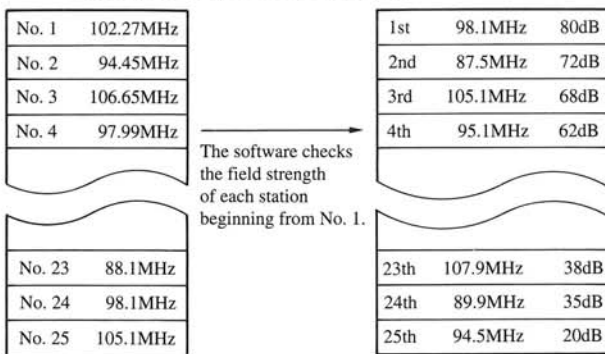 No. 1 102.27MHz
No. 2 94.45MHz
No. 3 106.65MHz
No. 4 97.99MHz
No. 23 88.1MHz
No. 24 98.1MHz
No. 25 105.1MHz
The software checks
the field strength
of each station
beginning from No. 1.
1st 98.1MHz 80dB
2nd 87.5MHz 72dB
3rd 105.1MHz 68dB
4th 95.1MHz 62dB
23th 107.9MHz 38dB
24th 89.9MHz 35dB
25th 94.5MHz 20dB